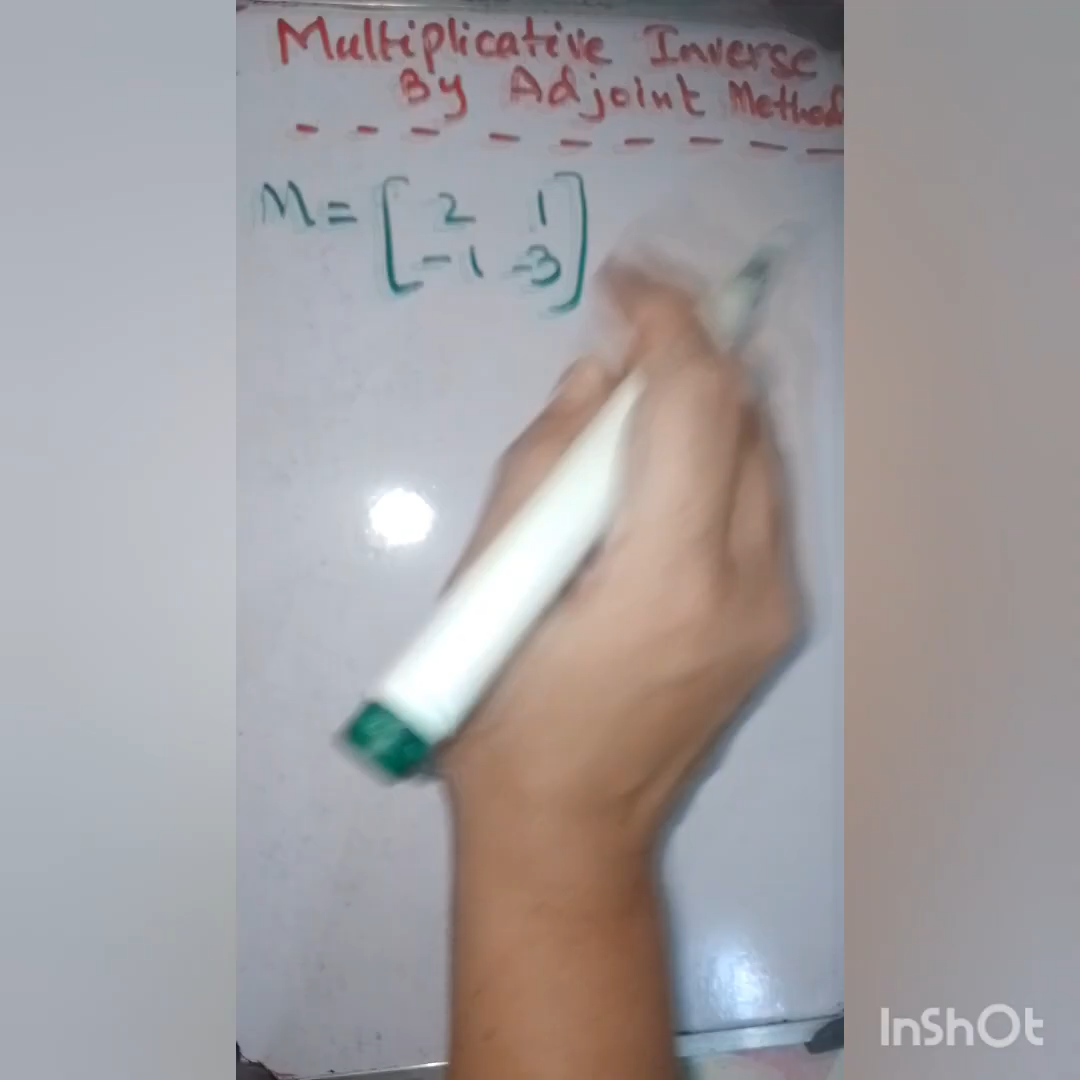 Multiplicative Inverse
By Adjoint Method
M = [ 2 1
-1 -3 ]
InShOt